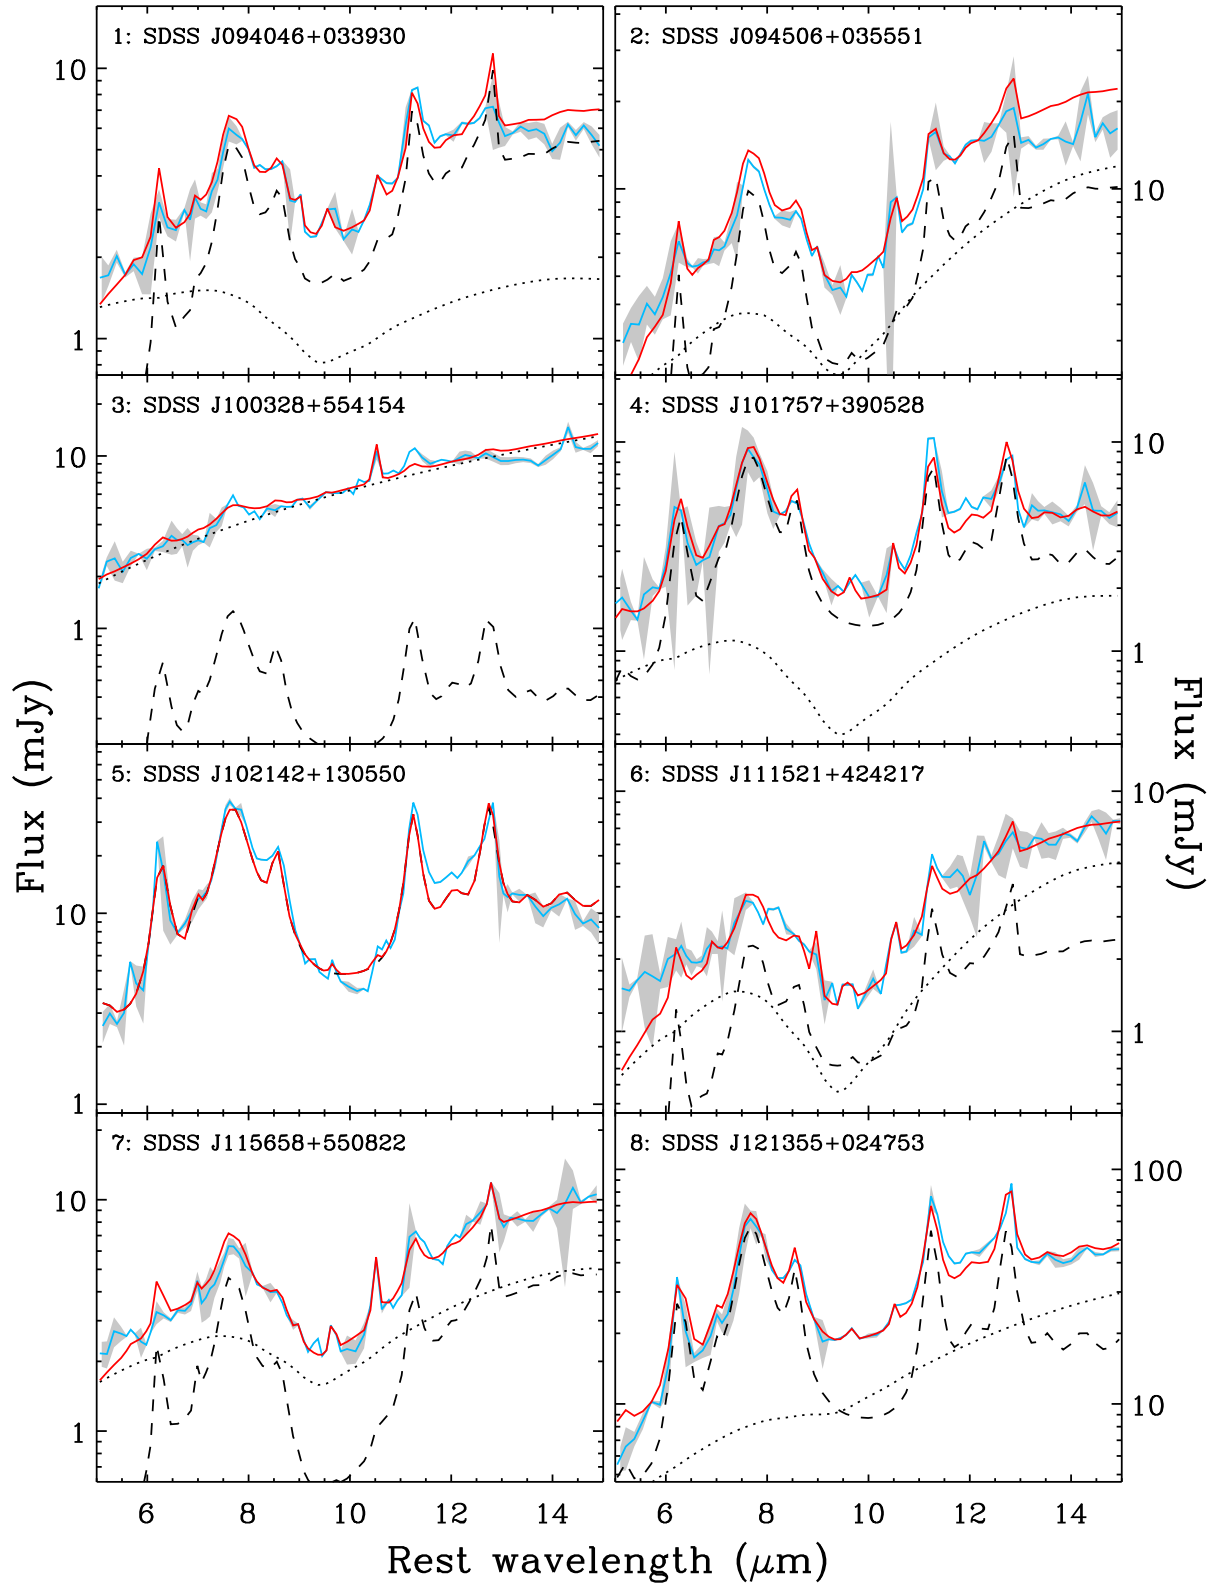 1: SDSS J094046+033930
2: SDSS J094506+035551
10
1
10
3: SDSS J100328+554154
4: SDSS J101757+390528
10
1
10
1
Flux (mJy)
Flux (mJy)
5: SDSS J102142+130550
6: SDSS J111521+424217
10
1
10
1
7: SDSS J115658+550822
8: SDSS J121355+024753
10
1
100
10
6 8 10 12 14
6 8 10 12 14
Rest wavelength (μm)